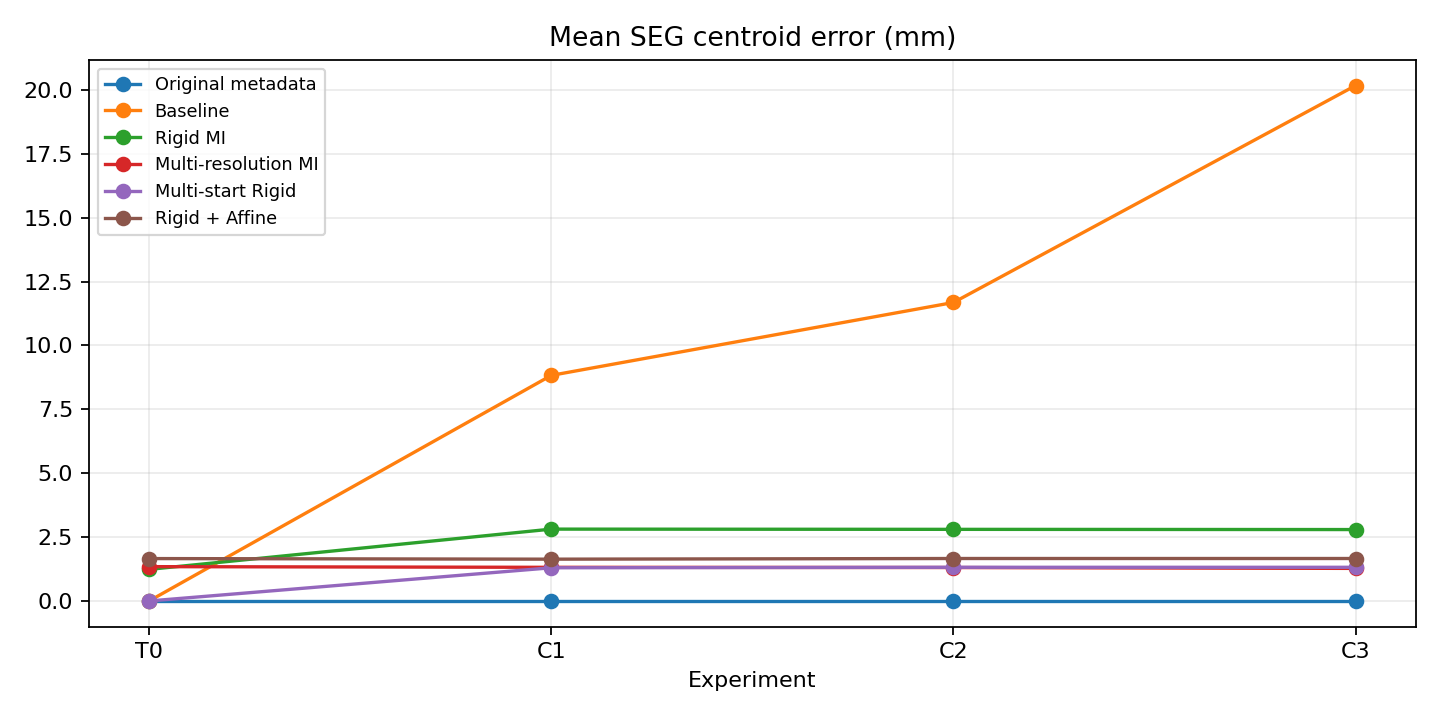 Mean SEG centroid error (mm)
Original metadata
Baseline
Rigid MI
Multi-resolution MI
Multi-start Rigid
Rigid + Affine
20.0
17.5
15.0
12.5
10.0
7.5
5.0
2.5
0.0
T0 C1 C2 C3
Experiment